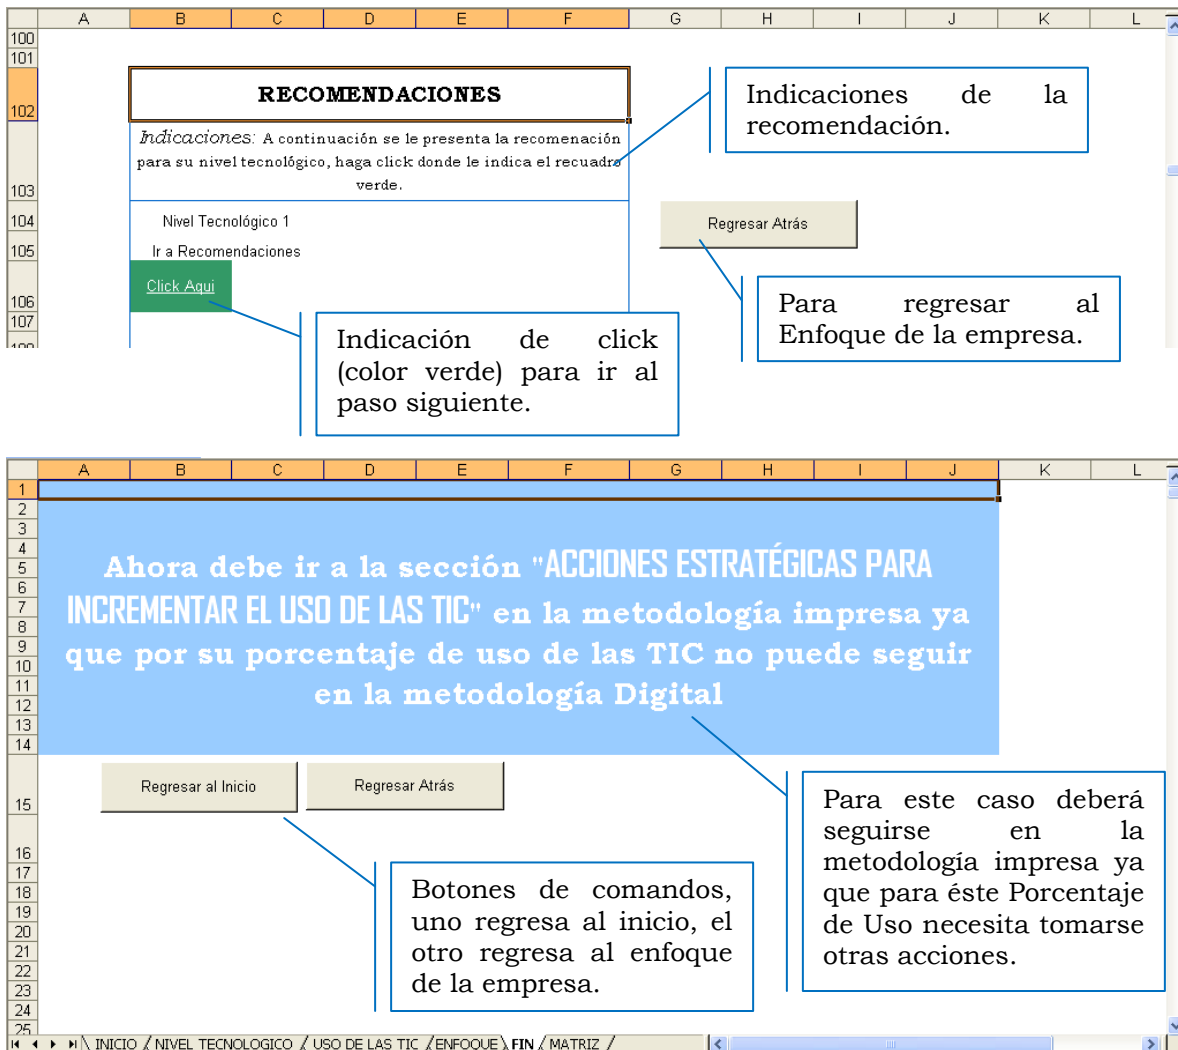 A B C D E F G H I J K L
100
101
102
RECOMENDACIONES
Indicaciones: A continuación se le presenta la recomenación
para su nivel tecnológico, haga click donde le indica el recuadro
verde.
103
104
Nivel Tecnológico 1
105
Ir a Recomendaciones
106
Click Aqui
107
Regresar Atrás
Indicaciones de la
recomendación.
Para regresar al
Enfoque de la empresa.
Indicación de click
(color verde) para ir al
paso siguiente.
A B C D E F G H I J K L
1
2
3
4
5
6
7
8
9
10
11
12
13
14
15
16
17
18
19
20
21
22
23
24
25
Ahora debe ir a la sección "ACCIONES ESTRATÉGICAS PARA
INCREMENTAR EL USO DE LAS TIC" en la metodología impresa ya
que por su porcentaje de uso de las TIC no puede seguir
en la metodología Digital
Regresar al Inicio
Regresar Atrás
Botones de comandos,
uno regresa al inicio, el
otro regresa al enfoque
de la empresa.
Para este caso deberá
seguirse en la
metodología impresa ya
que para éste Porcentaje
de Uso necesita tomarse
otras acciones.
INICIO / NIVEL TECNOLOGICO / USO DE LAS TIC / ENFOQUE \ FIN / MATRIZ /